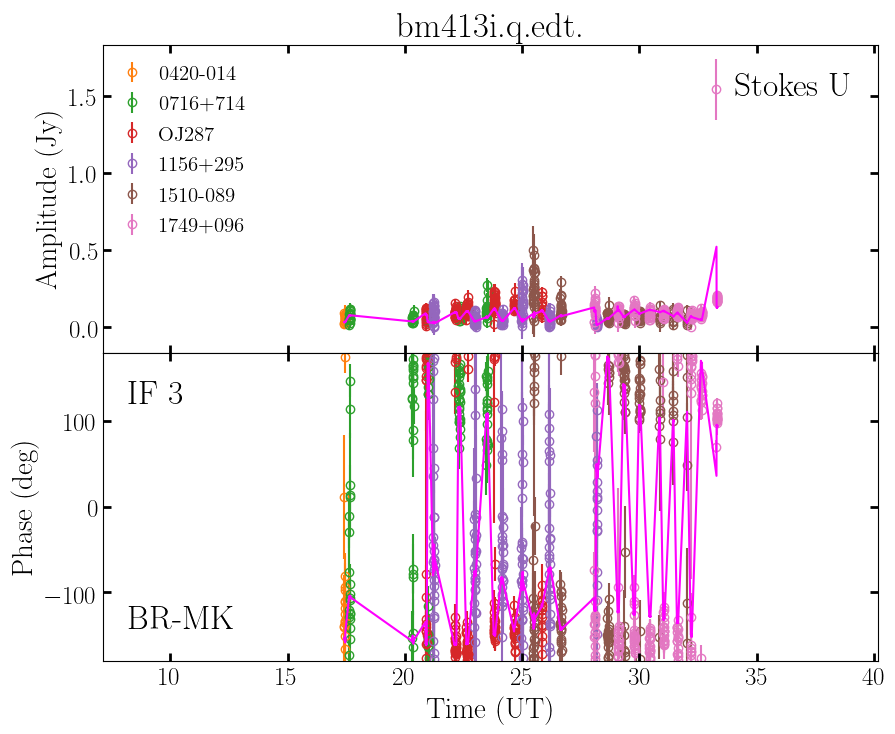 bm413i.q.edt.
Stokes U
0420-014
0716+714
OJ287
1156+295
1510-089
1749+096
Amplitude (Jy)
1.5
1.0
0.5
0.0
IF 3
BR-MK
Phase (deg)
100
0
−100
10 15 20 25 30 35 40
Time (UT)